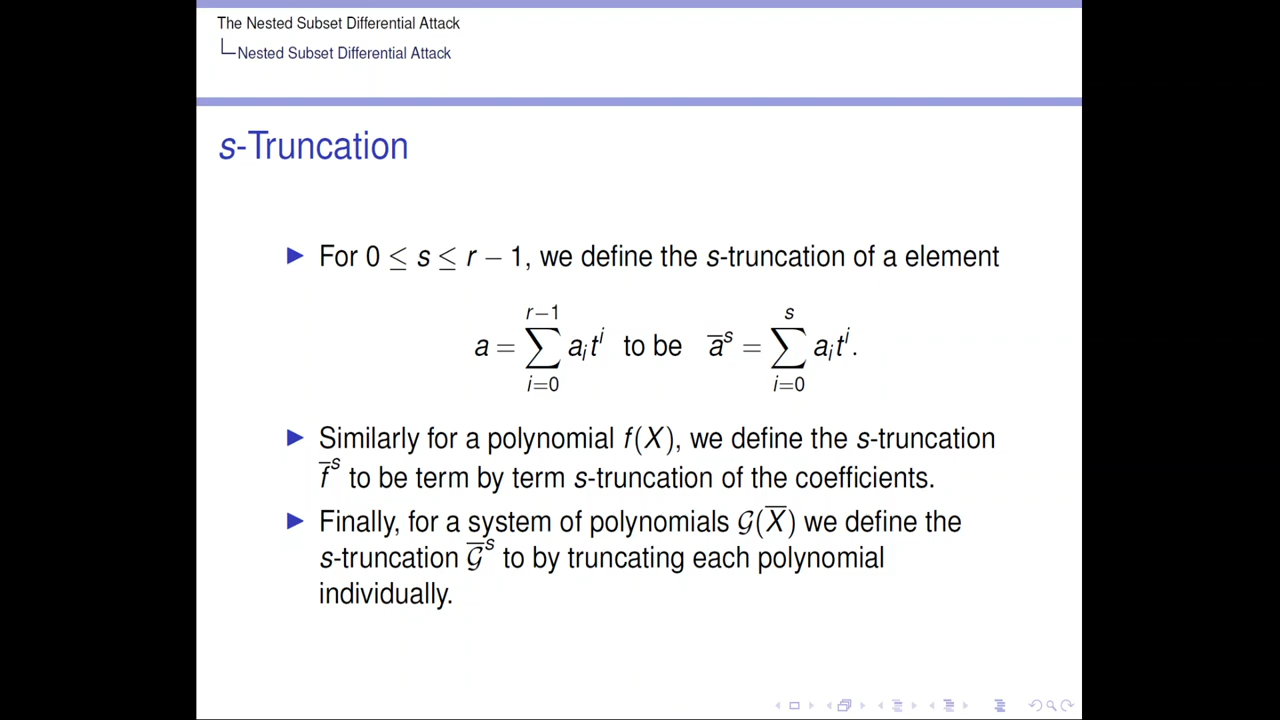 The Nested Subset Differential Attack
Nested Subset Differential Attack
s-Truncation
▶ For 0 ≤ s ≤ r − 1, we define the s-truncation of a element
a = ∑_{i=0}^{r−1} a_i t^i to be a̅^s = ∑_{i=0}^{s} a_i t^i.
▶ Similarly for a polynomial f(X), we define the s-truncation
f̅^s to be term by term s-truncation of the coefficients.
▶ Finally, for a system of polynomials 𝒢(X̅) we define the
s-truncation 𝒢̅^s to by truncating each polynomial
individually.